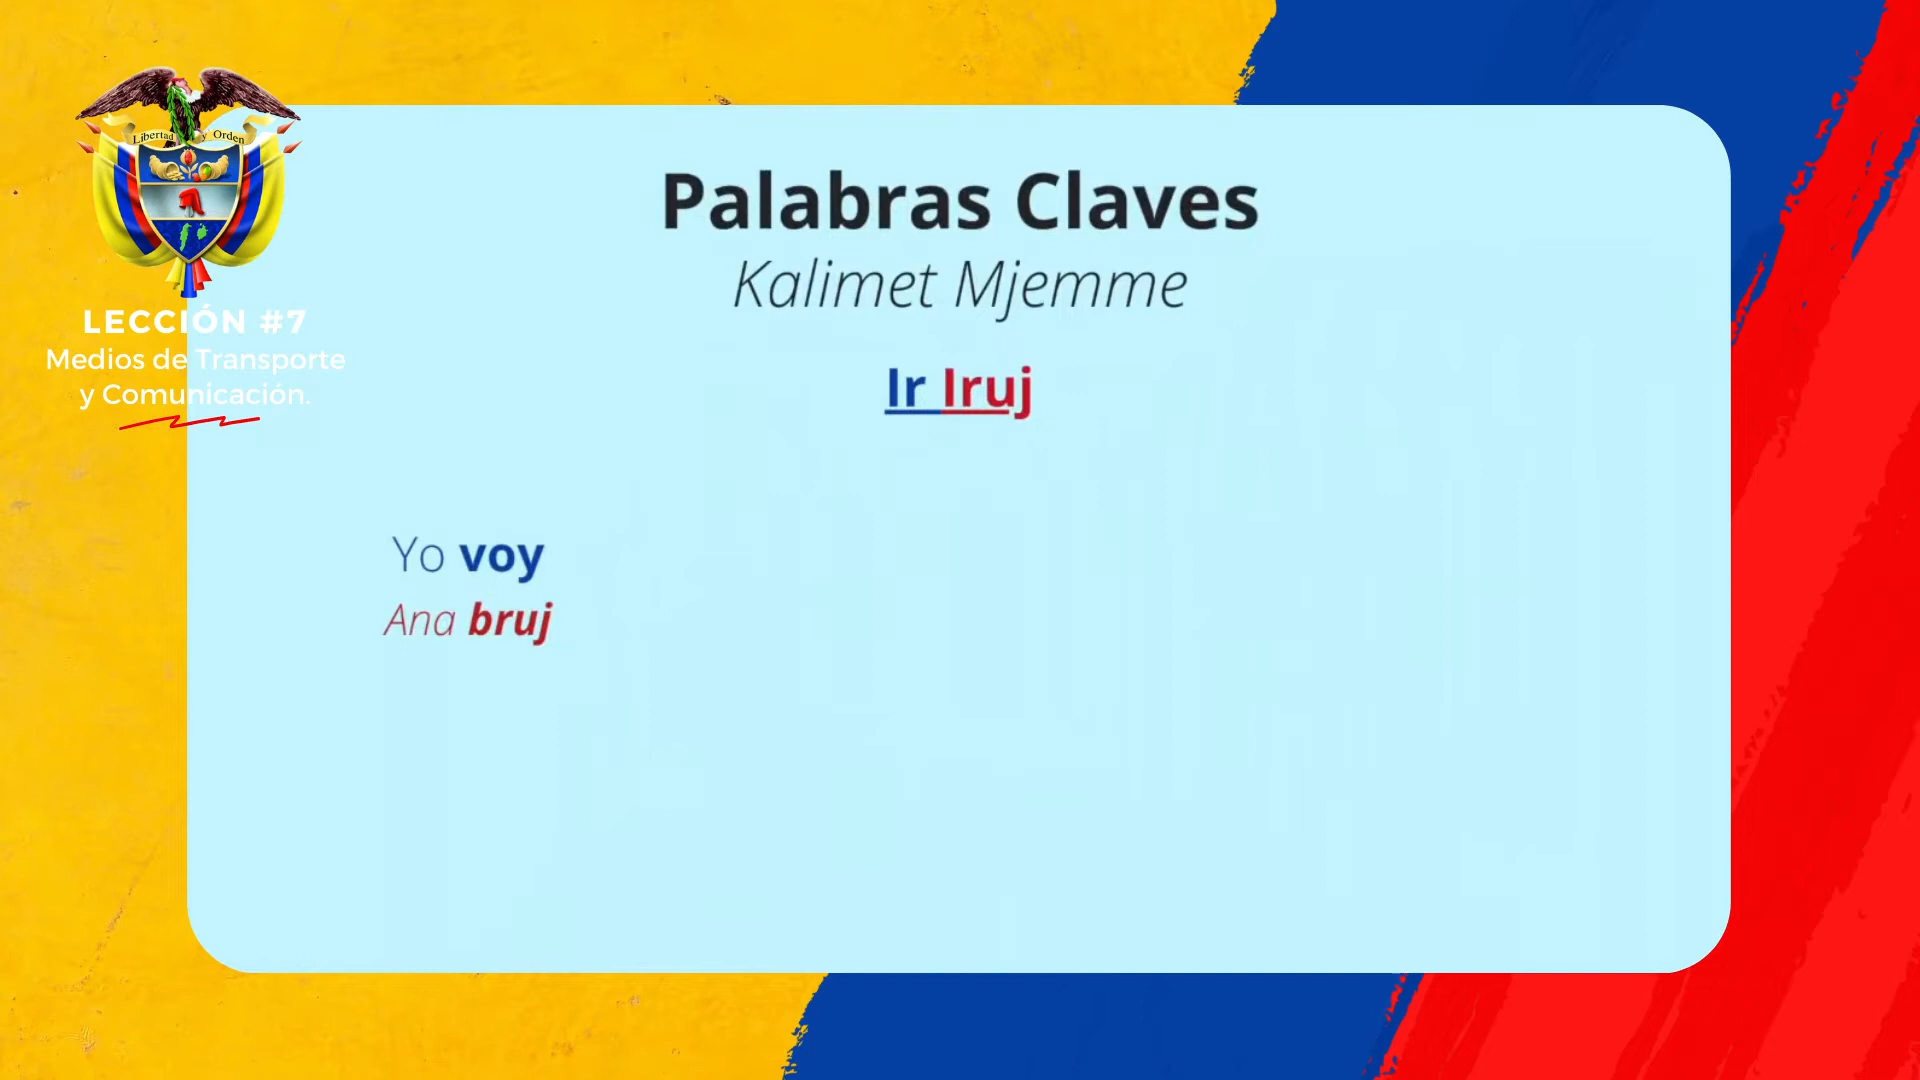 Libertad y Orden
LECCIÓN #7
Medios de Transporte
y Comunicación.
Palabras Claves
Kalimet Mjemme
Ir Iruj
Yo voy
Ana bruj